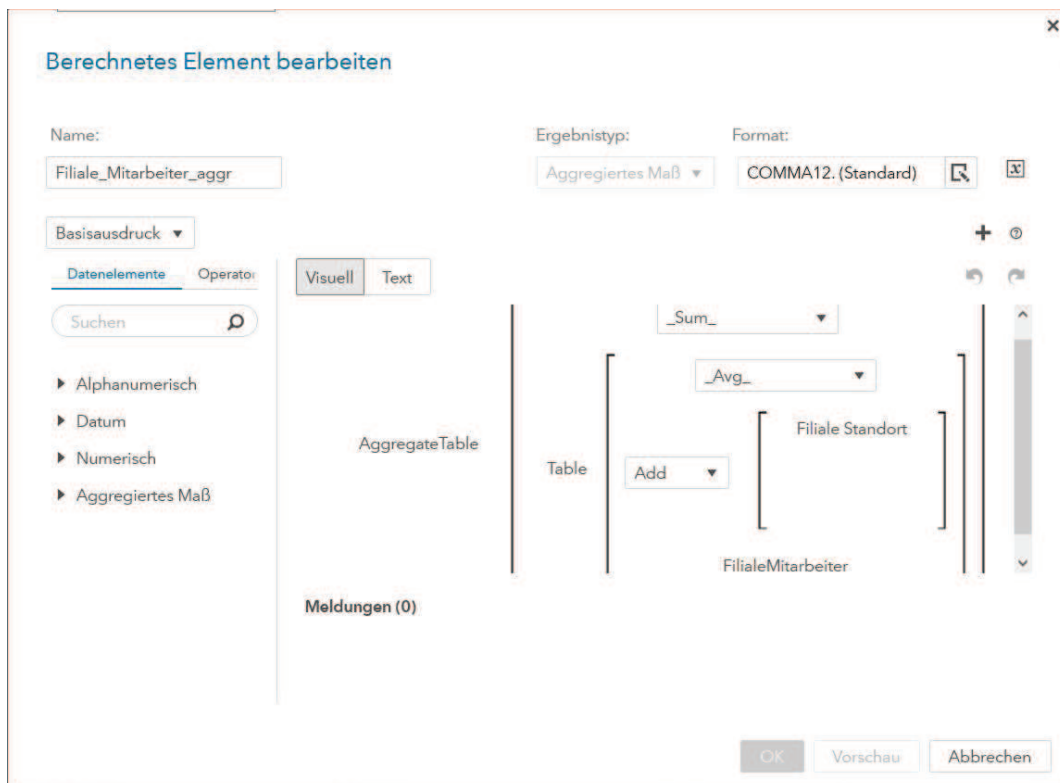 Berechnetes Element bearbeiten
Name:
Ergebnistyp:
Format:
Filiale_Mitarbeiter_aggr
Aggregiertes Maß
COMMA12. (Standard)
x
Basisausdruck
Datenelemente
Operato
Visuell
Text
Suchen
Alphanumerisch
Datum
Numerisch
Aggregiertes Maß
_Sum_
_Avg_
Filiale Standort
AggregateTable
Table
Add
FilialeMitarbeiter
Meldungen (0)
OK
Vorschau
Abbrechen